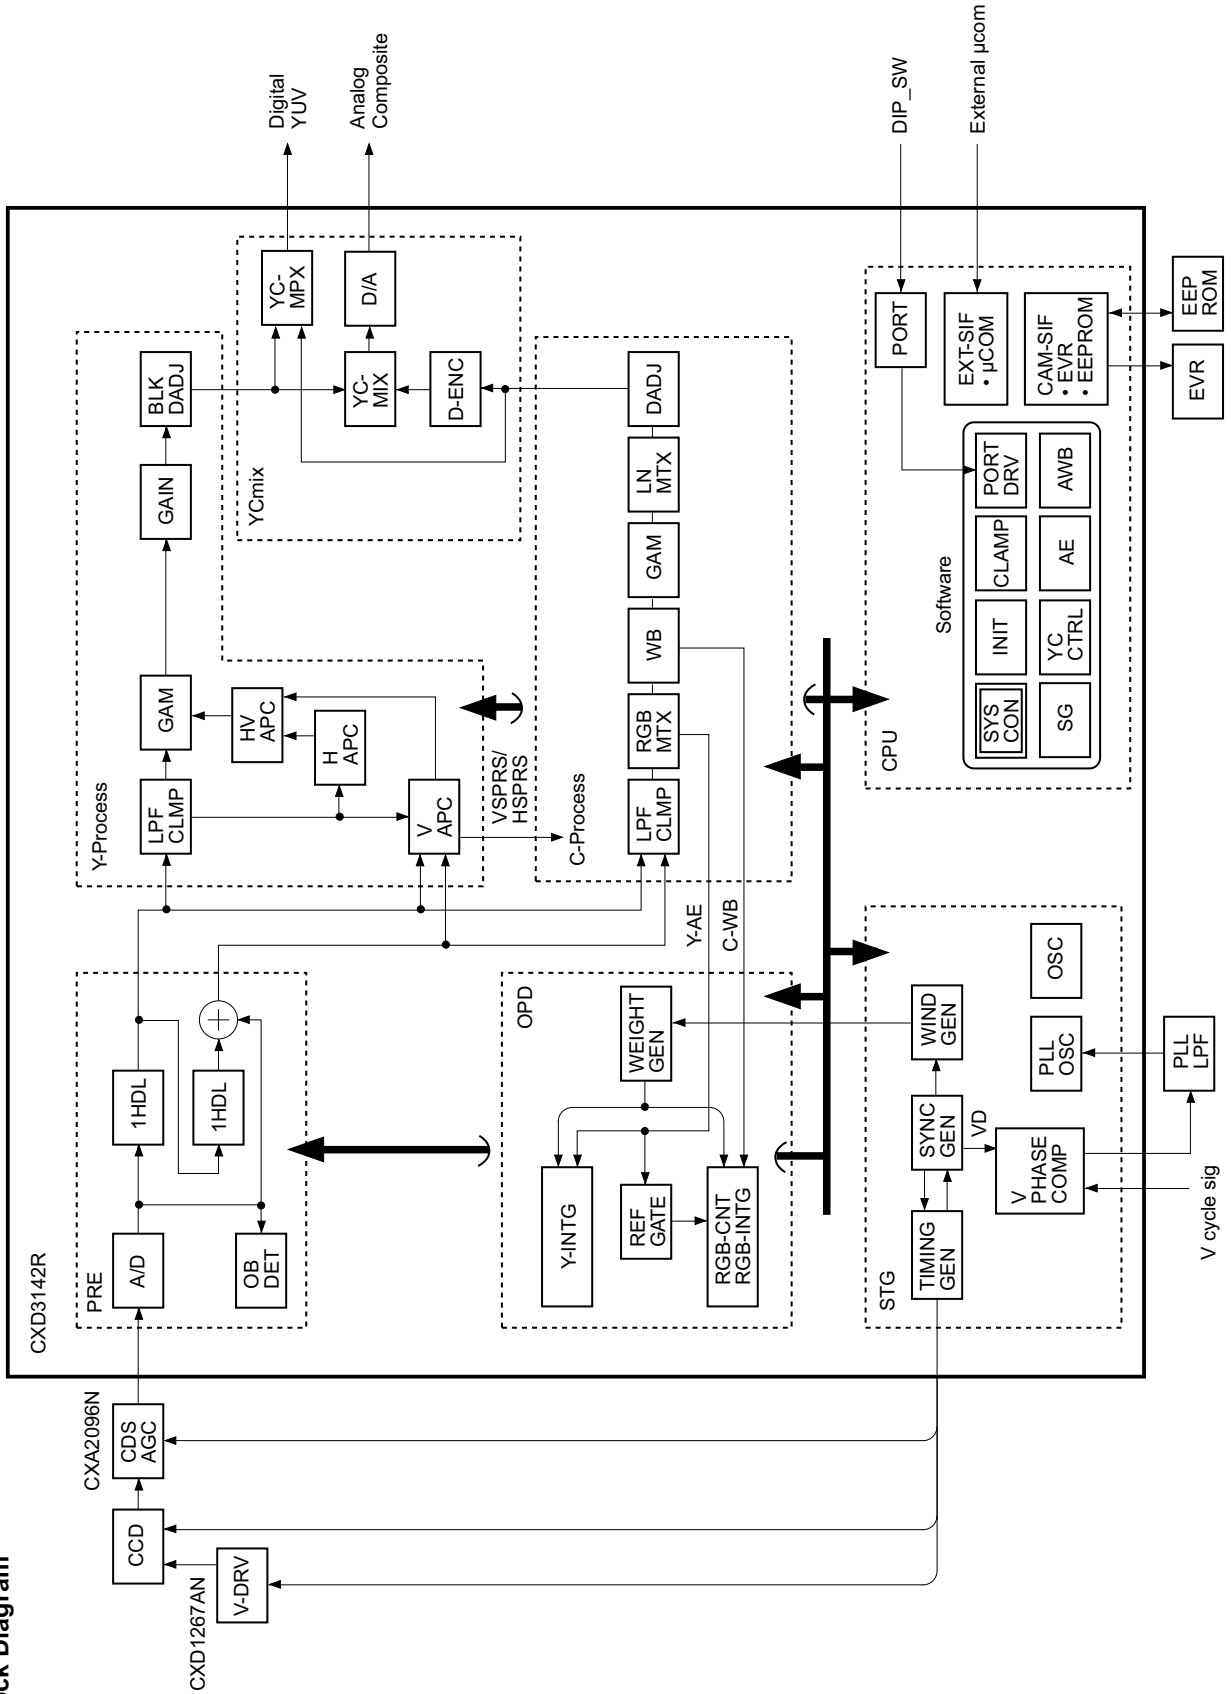 ock Diagram
CCD
V-DRV
CXD1267AN
CXA2096N
CDS
AGC
CXD3142R
PRE
A/D
OB
DET
1HDL
1HDL
Y-Process
LPF
CLMP
GAM
HV
APC
H
APC
V
APC
GAIN
BLK
DADJ
VSPRS/
HSPRS
C-Process
YCmix
YC-
MPX
D/A
YC-
MIX
D-ENC
Digital
YUV
Analog
Composite
LPF
CLMP
RGB
MTX
WB
GAM
LN
MTX
DADJ
Y-AE
C-WB
OPD
WEIGHT
GEN
Y-INTG
REF
GATE
RGB-CNT
RGB-INTG
STG
TIMING
GEN
SYNC
GEN
WIND
GEN
VD
V
PHASE
COMP
PLL
OSC
OSC
PLL
LPF
V cycle sig
CPU
Software
SYS
CON
INIT
CLAMP
PORT
DRV
SG
YC
CTRL
AE
AWB
PORT
EXT-SIF
• µCOM
CAM-SIF
• EVR
• EEPROM
DIP_SW
External µcom
EVR
EEP
ROM